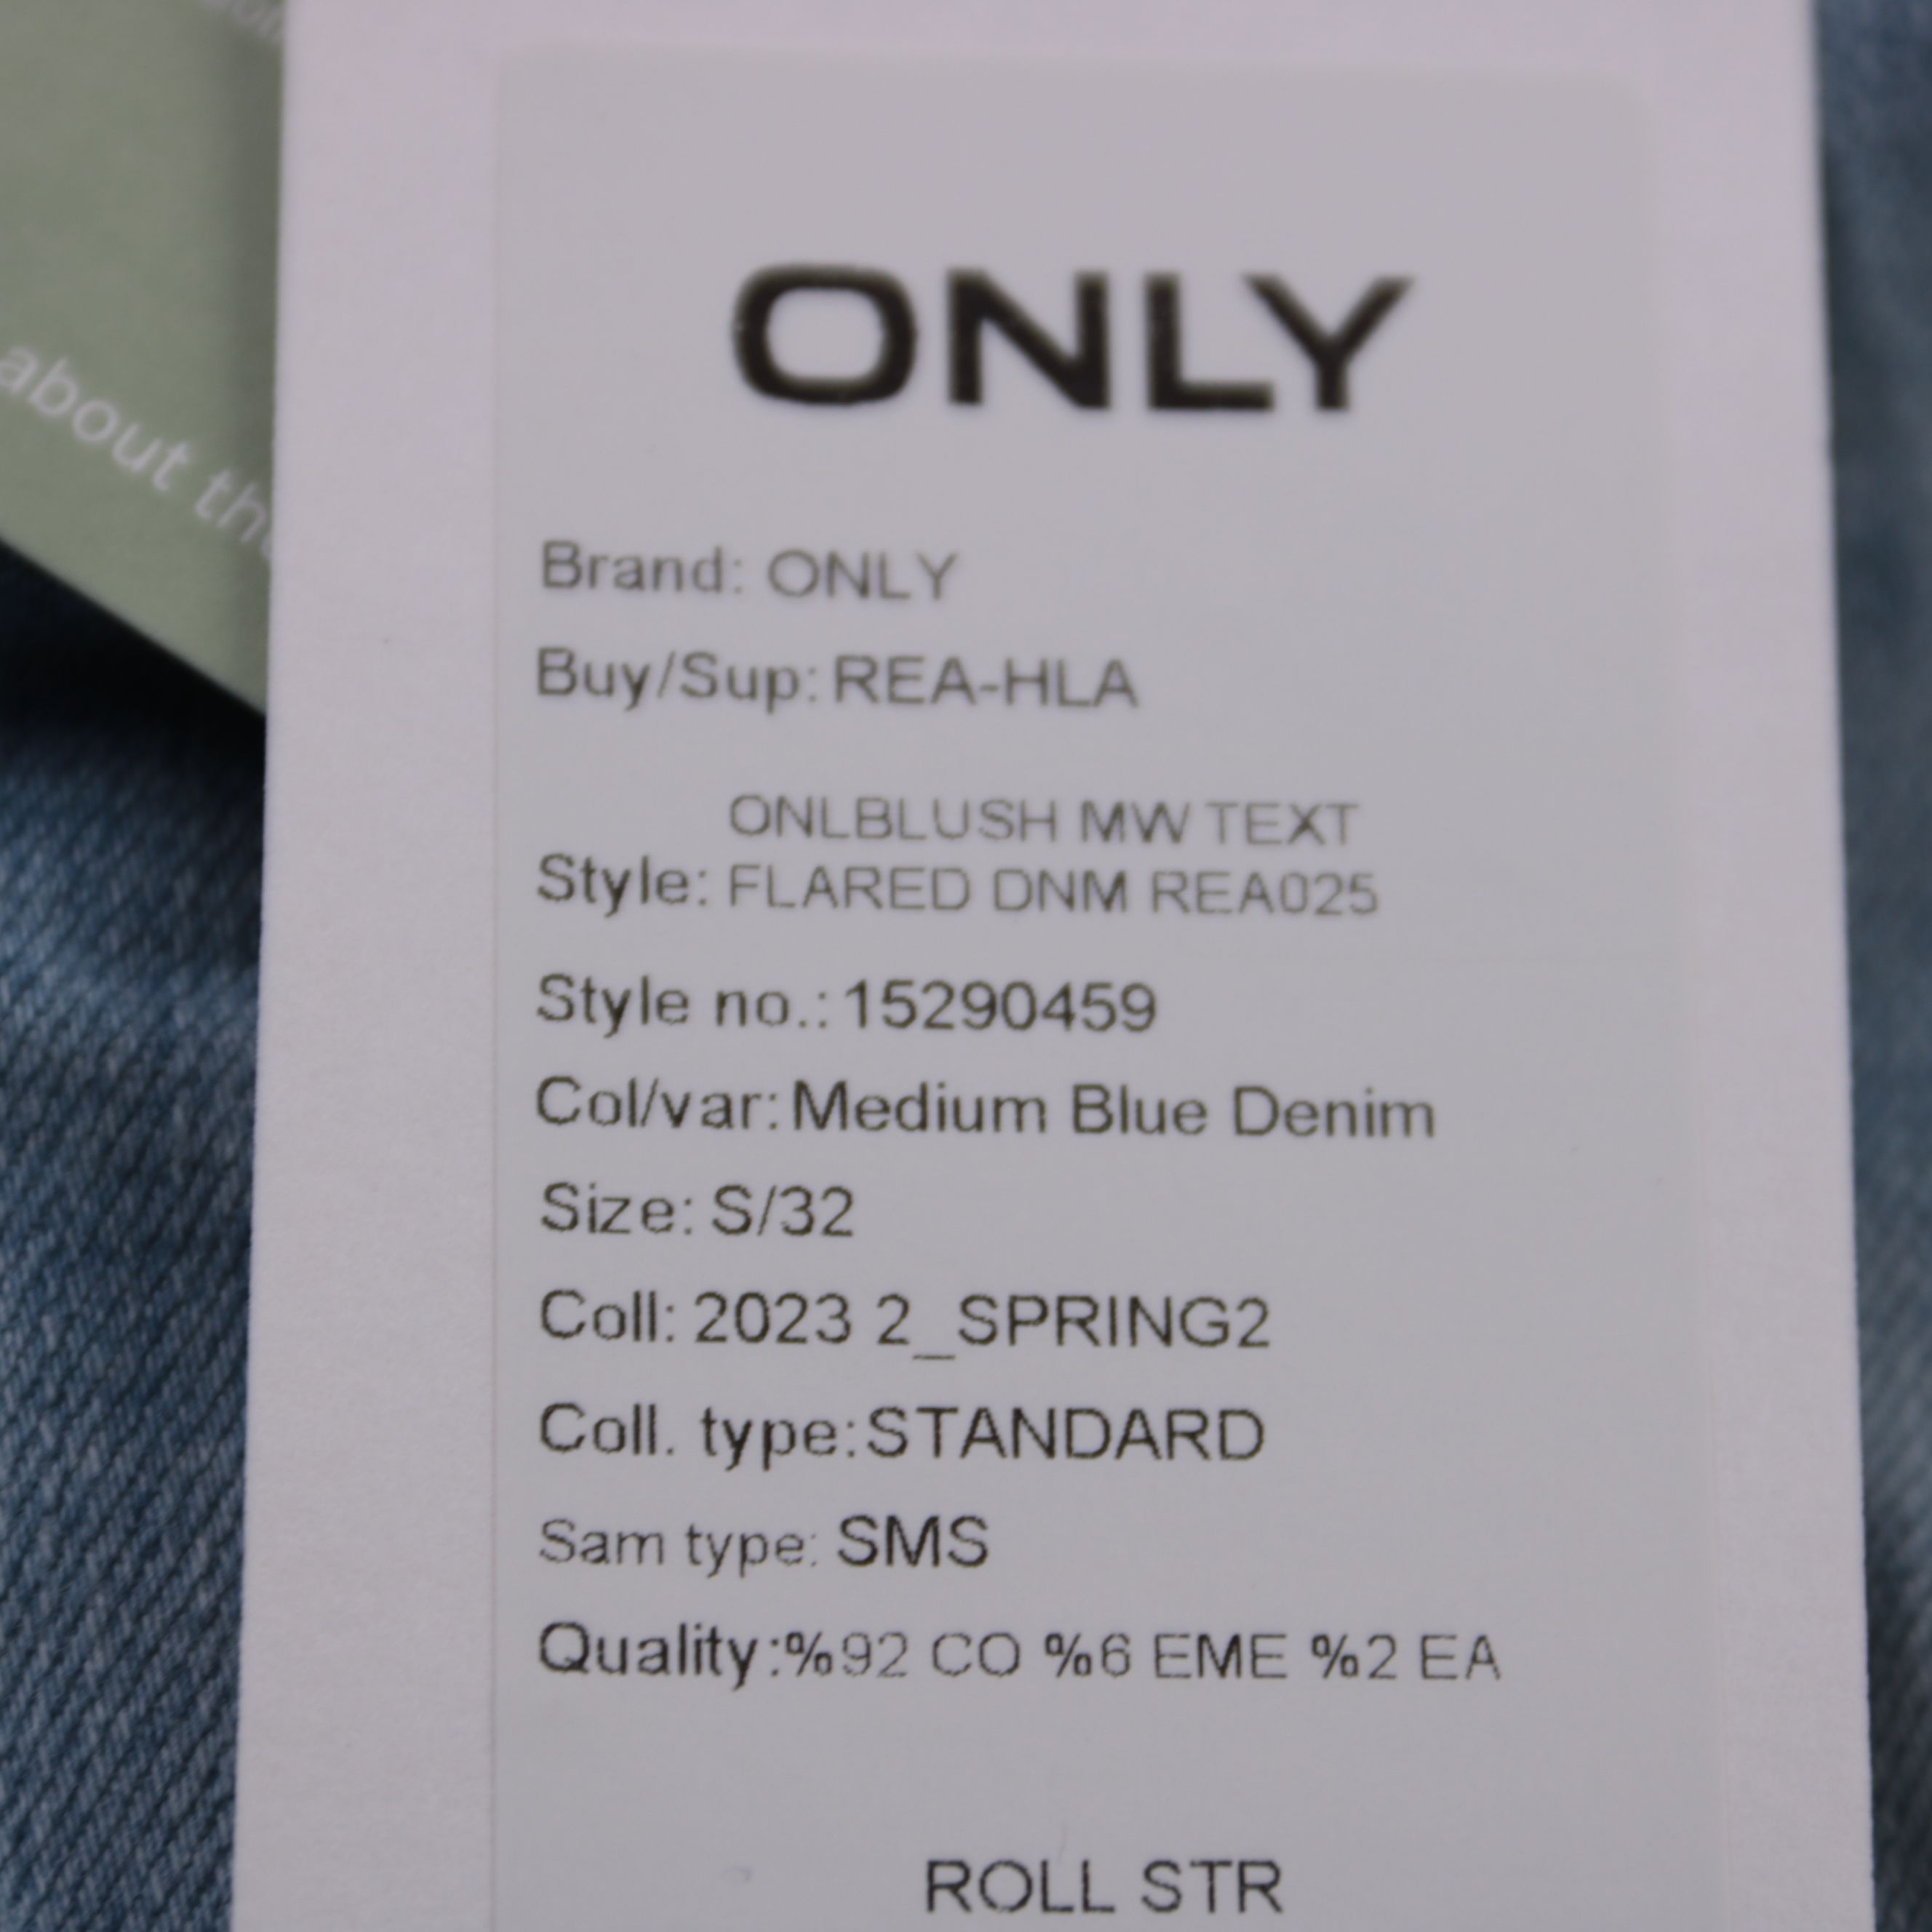 about th
ONLY
Brand: ONLY
Buy/Sup: REA-HLA
ONLBLUSH MW TEXT
Style: FLARED DNM REA025
Style no.: 15290459
Col/var: Medium Blue Denim
Size: S/32
Coll: 2023 2_SPRING2
Coll. type: STANDARD
Sam type: SMS
Quality: %92 CO %6 EME %2 EA
ROLL STR